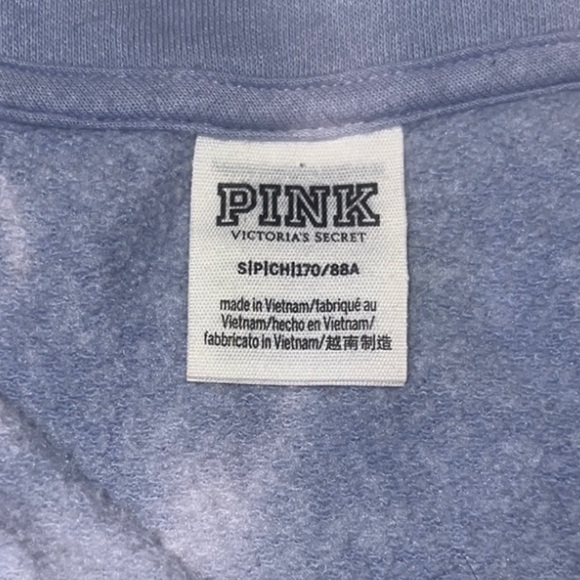 PINK
VICTORIA'S SECRET
S|P|CH|170/88A
made in Vietnam/fabriqué au
Vietnam/hecho en Vietnam/
fabbricato in Vietnam/越南制造